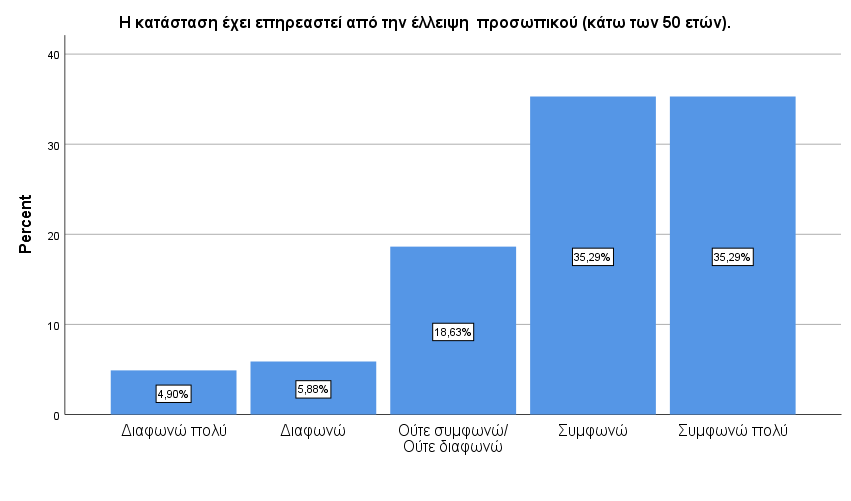 Η κατάσταση έχει επηρεαστεί από την έλλειψη προσωπικού (κάτω των 50 ετών).
40
30
20
10
0
Percent
4,90%
5,88%
18,63%
35,29%
35,29%
Διαφωνώ πολύ
Διαφωνώ
Ούτε συμφωνώ/
Ούτε διαφωνώ
Συμφωνώ
Συμφωνώ πολύ